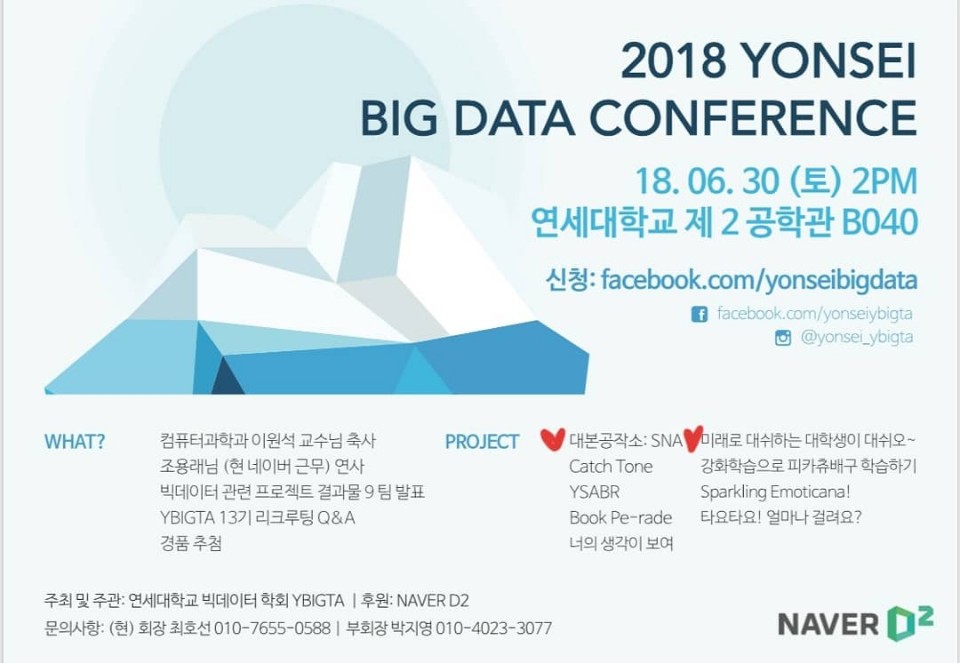 2018 YONSEI
BIG DATA CONFERENCE
18. 06. 30 (토) 2PM
연세대학교 제 2 공학관 B040
신청: facebook.com/yonseibigdata
facebook.com/yonseiybigta
@yonsei_ybigta
WHAT?
컴퓨터과학과 이원석 교수님 축사
조용래님 (현 네이버 근무) 연사
빅데이터 관련 프로젝트 결과물 9 팀 발표
YBIGTA 13기 리크루팅 Q&A
경품 추첨
PROJECT
대본공작소: SNA
Catch Tone
YSABR
Book Pe-rade
너의 생각이 보여
미래로 대쉬하는 대학생이 대쉬오~
강화학습으로 피카츄배구 학습하기
Sparkling Emoticana!
타요타요! 얼마나 걸려요?
주최 및 주관: 연세대학교 빅데이터 학회 YBIGTA | 후원: NAVER D2
문의사항: (현) 회장 최호선 010-7655-0588 | 부회장 박지영 010-4023-3077
NAVER D2